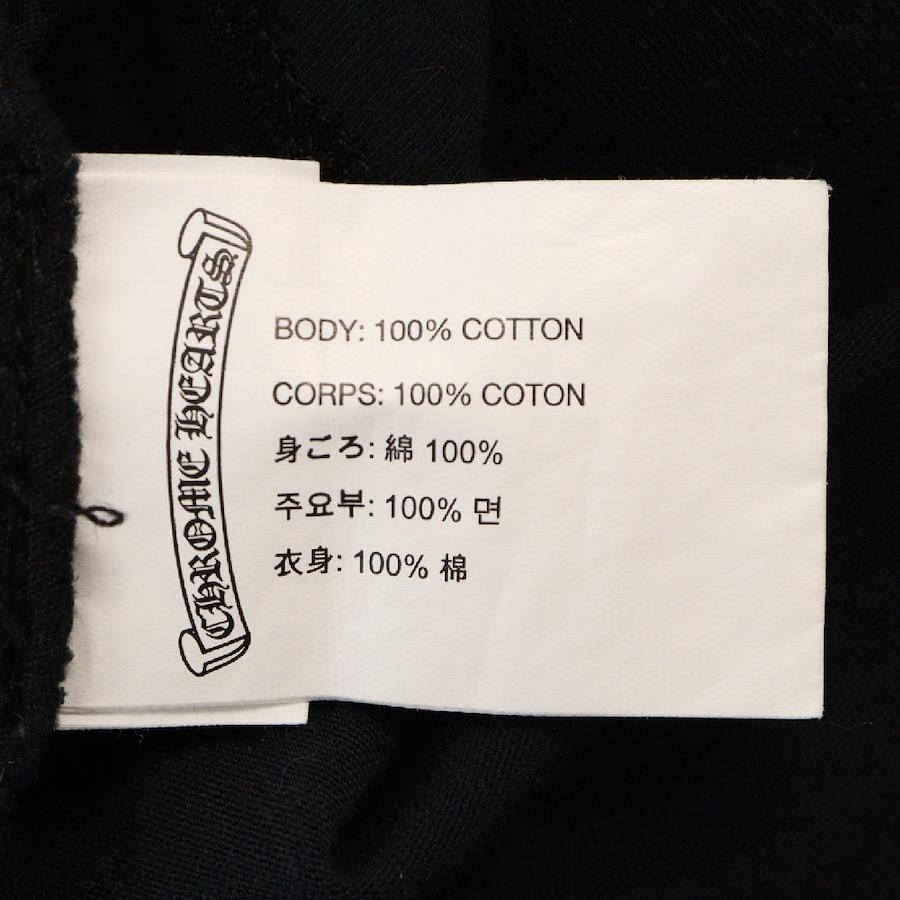 CHROME HEARTS
BODY: 100% COTTON
CORPS: 100% COTON
身ごろ: 綿 100%
주요부: 100% 면
衣身: 100% 棉